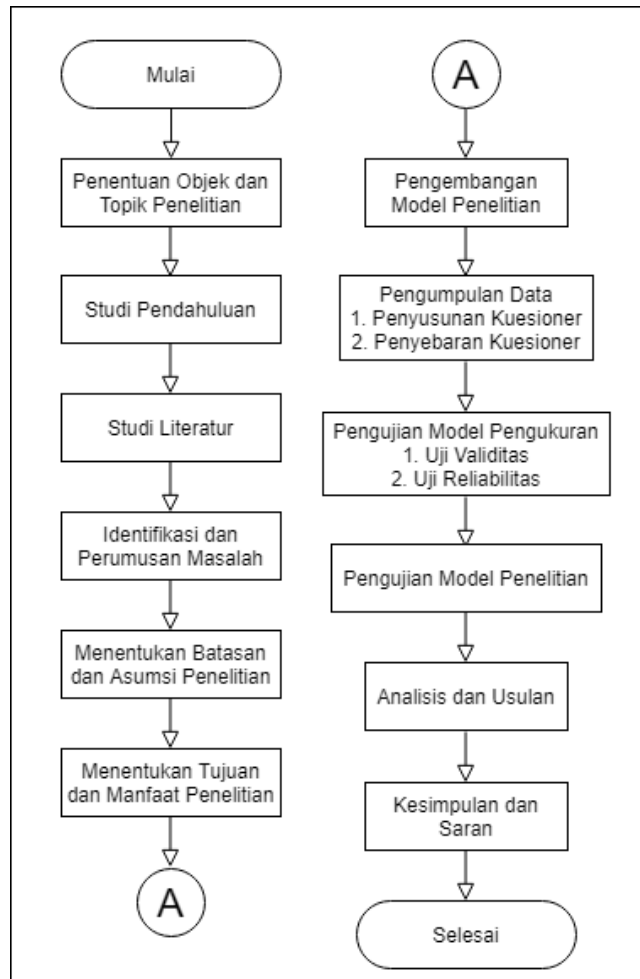 Mulai
Penentuan Objek dan
Topik Penelitian
Studi Pendahuluan
Studi Literatur
Identifikasi dan
Perumusan Masalah
Menentukan Batasan
dan Asumsi Penelitian
Menentukan Tujuan
dan Manfaat Penelitian
A
A
Pengembangan
Model Penelitian
Pengumpulan Data
1. Penyusunan Kuesioner
2. Penyebaran Kuesioner
Pengujian Model Pengukuran
1. Uji Validitas
2. Uji Reliabilitas
Pengujian Model Penelitian
Analisis dan Usulan
Kesimpulan dan
Saran
Selesai